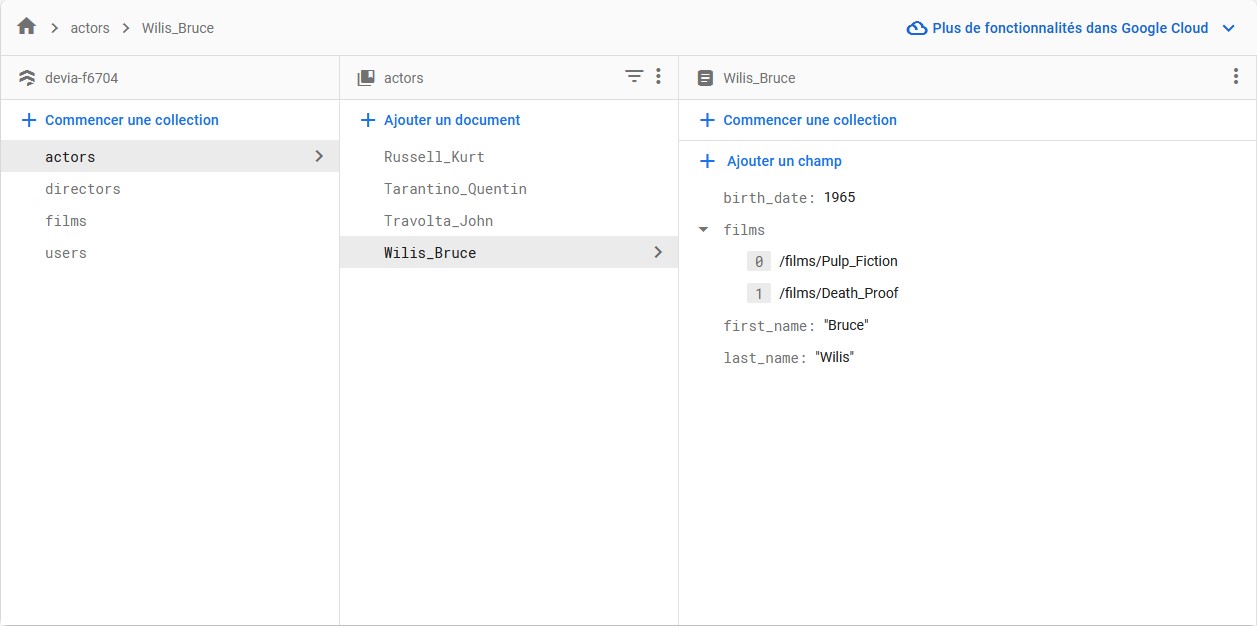 actors
Wilis_Bruce
Plus de fonctionnalités dans Google Cloud
devia-f6704
Commencer une collection
actors
directors
films
users
actors
Ajouter un document
Russell_Kurt
Tarantino_Quentin
Travolta_John
Wilis_Bruce
Wilis_Bruce
Commencer une collection
Ajouter un champ
birth_date: 1965
films
0 /films/Pulp_Fiction
1 /films/Death_Proof
first_name: "Bruce"
last_name: "Wilis"